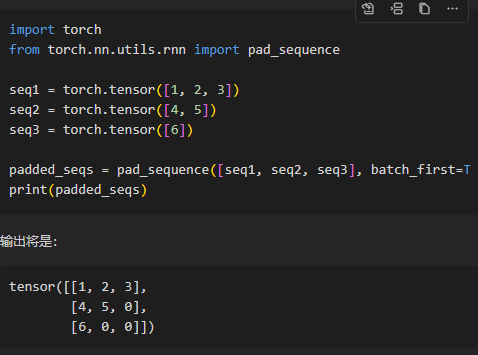 import torch
from torch.nn.utils.rnn import pad_sequence
seq1 = torch.tensor([1, 2, 3])
seq2 = torch.tensor([4, 5])
seq3 = torch.tensor([6])
padded_seqs = pad_sequence([seq1, seq2, seq3], batch_first=T
print(padded_seqs)
输出将是:
tensor([[1, 2, 3],
[4, 5, 0],
[6, 0, 0]])